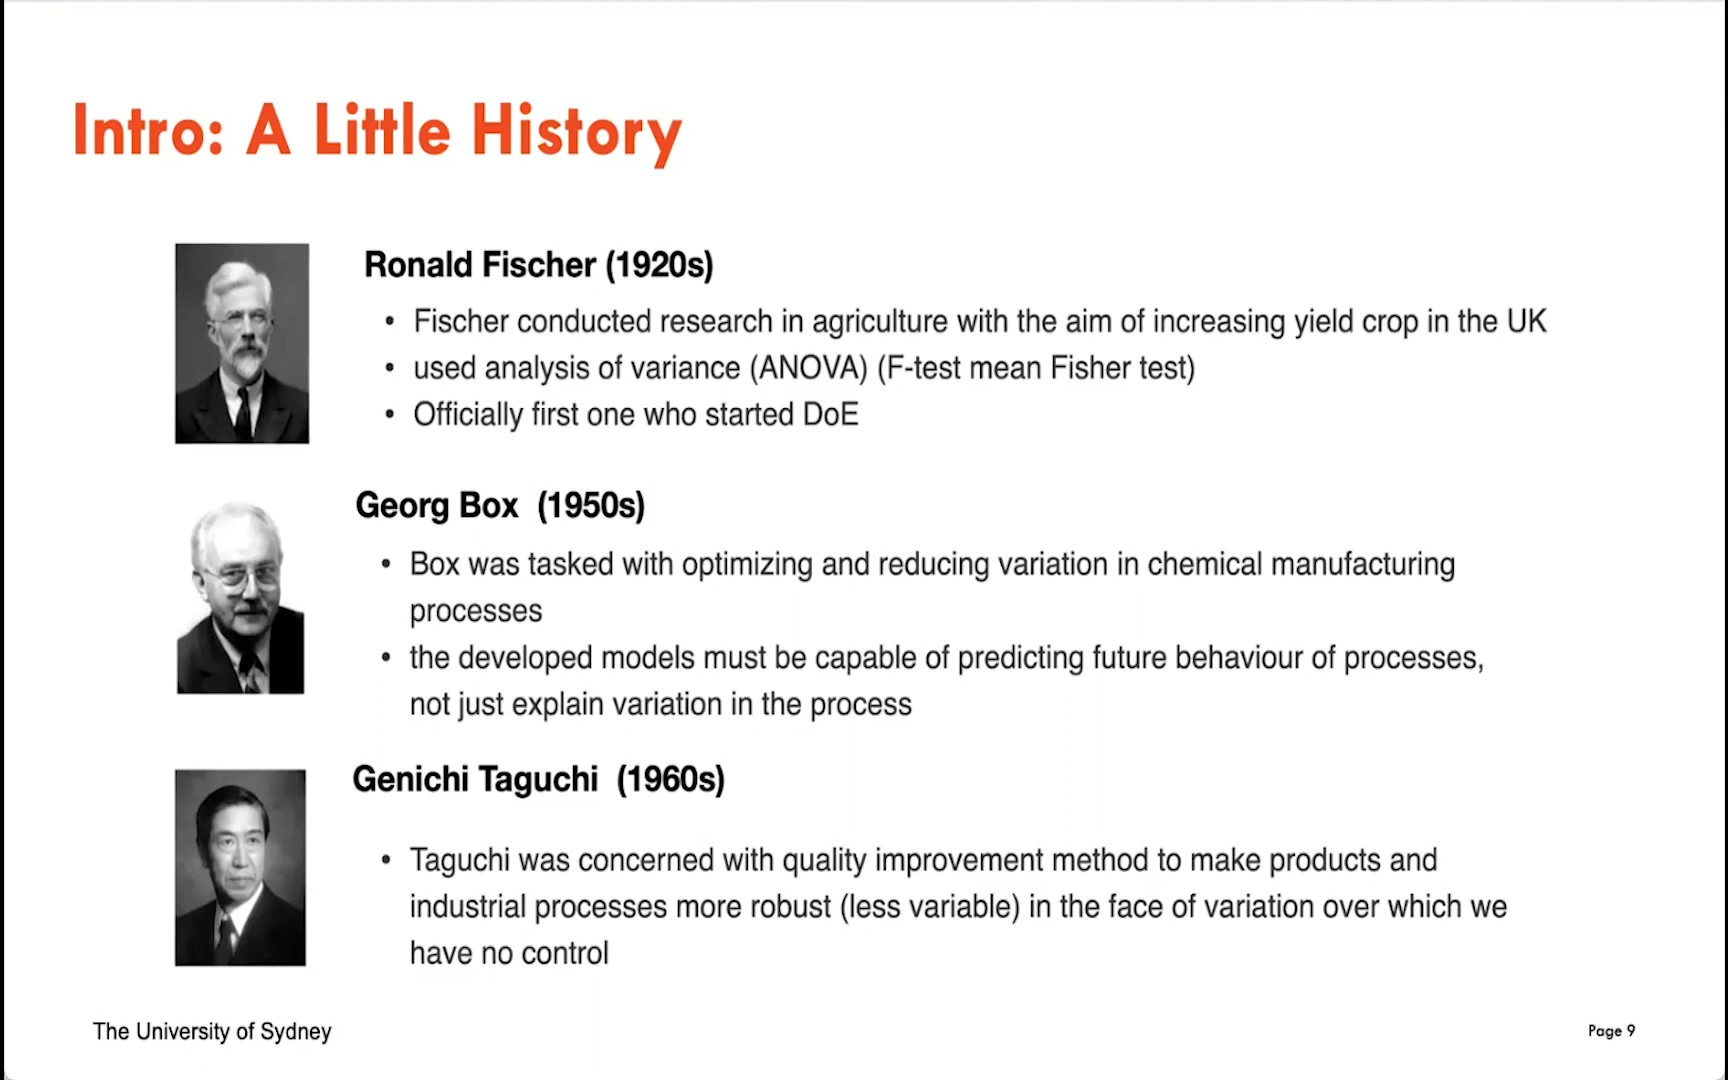 Intro: A Little History
Ronald Fischer (1920s)
• Fischer conducted research in agriculture with the aim of increasing yield crop in the UK
• used analysis of variance (ANOVA) (F-test mean Fisher test)
• Officially first one who started DoE
Georg Box  (1950s)
• Box was tasked with optimizing and reducing variation in chemical manufacturing
processes
• the developed models must be capable of predicting future behaviour of processes,
not just explain variation in the process
Genichi Taguchi  (1960s)
• Taguchi was concerned with quality improvement method to make products and
industrial processes more robust (less variable) in the face of variation over which we
have no control
The University of Sydney
Page 9